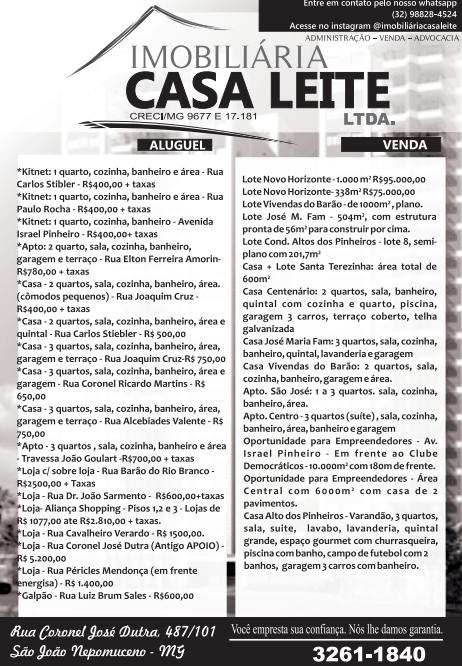 Entre em contato pelo nosso whatsapp
(32) 98828-4524
Acesse no instagram @imobiliáriacasaleite
ADMINISTRAÇÃO – VENDA – ADVOCACIA
IMOBILIÁRIA
CASA LEITE
LTDA.
CRECI/MG 9677 E 17.181
ALUGUEL
*Kitnet: 1 quarto, cozinha, banheiro e área - Rua
Carlos Stibler - R$400,00 + taxas
*Kitnet: 1 quarto, cozinha, banheiro e área - Rua
Paulo Rocha - R$400,00 + taxas
*Kitnet: 1 quarto, cozinha, banheiro - Avenida
Israel Pinheiro - R$400,00+ taxas
*Apto: 2 quarto, sala, cozinha, banheiro,
garagem e terraço - Rua Elton Ferreira Amorin-
R$780,00 + taxas
*Casa - 2 quartos, sala, cozinha, banheiro, área.
(cômodos pequenos) - Rua Joaquim Cruz -
R$400,00 + taxas
*Casa - 2 quartos, sala, cozinha, banheiro, área e
quintal - Rua Carlos Stiebler - R$ 500,00
*Casa - 3 quartos, sala, cozinha, banheiro, área,
garagem e terraço - Rua Joaquim Cruz-R$ 750,00
*Casa - 3 quartos, sala, cozinha, banheiro, área e
garagem - Rua Coronel Ricardo Martins - R$
650,00
*Casa - 3 quartos, sala, cozinha, banheiro, área,
garagem e terraço - Rua Alcebiades Valente - R$
750,00
*Apto - 3 quartos , sala, cozinha, banheiro e área
- Travessa João Goulart -R$700,00 + taxas
*Loja c/ sobre loja - Rua Barão do Rio Branco -
R$2500,00 + Taxas
*Loja - Rua Dr. João Sarmento - R$600,00+taxas
*Loja- Aliança Shopping - Pisos 1,2 e 3 - Lojas de
R$ 1077,00 ate R$2.810,00 + taxas.
*Loja - Rua Cavalheiro Verardo - R$ 1500,00.
*Loja - Rua Coronel José Dutra (Antigo APOIO) -
R$ 5.200,00
*Loja - Rua Péricles Mendonça (em frente
energisa) - R$ 1.400,00
*Galpão - Rua Luiz Brum Sales - R$600,00
VENDA
Lote Novo Horizonte - 1.000 m² R$95.000,00
Lote Novo Horizonte- 338m² R$75.000,00
Lote Vivendas do Barão - de 1000m² , plano.
Lote José M. Fam - 504m², com estrutura
pronta de 56m² para construir por cima.
Lote Cond. Altos dos Pinheiros - lote 8, semi-
plano com 201,7m²
Casa + Lote Santa Terezinha: área total de
600m²
Casa Centenário: 2 quartos, sala, banheiro,
quintal com cozinha e quarto, piscina,
garagem 3 carros, terraço coberto, telha
galvanizada
Casa José Maria Fam: 3 quartos, sala, cozinha,
banheiro, quintal, lavanderia e garagem
Casa Vivendas do Barão: 2 quartos, sala,
cozinha, banheiro, garagem e área.
Apto. São José: 1 a 3 quartos. sala, cozinha,
banheiro, área.
Apto. Centro - 3 quartos (suíte) , sala, cozinha,
banheiro, área, banheiro e garagem
Oportunidade para Empreendedores - Av.
Israel Pinheiro - Em frente ao Clube
Democráticos - 10.000m² com 180m de frente.
Oportunidade para Empreendedores - Área
Central com 6000m² com casa de 2
pavimentos.
Casa Alto dos Pinheiros - Varandão, 3 quartos,
sala, suite, lavabo, lavanderia, quintal
grande, espaço gourmet com churrasqueira,
piscina com banho, campo de futebol com 2
banhos, garagem 3 carros com banheiro.
Rua Coronel José Dutra, 487/101
São João Nepomuceno - MG
Você empresta sua confiança. Nós lhe damos garantia.
3261-1840